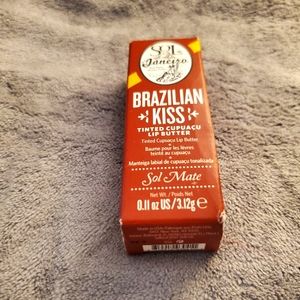 SOL
de
Janeiro
BRAZILIAN
KISS
TINTED CUPUAÇU
LIP BUTTER
Tinted Cupuaçu Lip Butter
Baume pour les lèvres
teinté au cupuaçu
Manteiga labial de cupuaçu tonalizada
Sol Mate
Net Wt. / Poids Net
0.11 oz US / 3.12g e